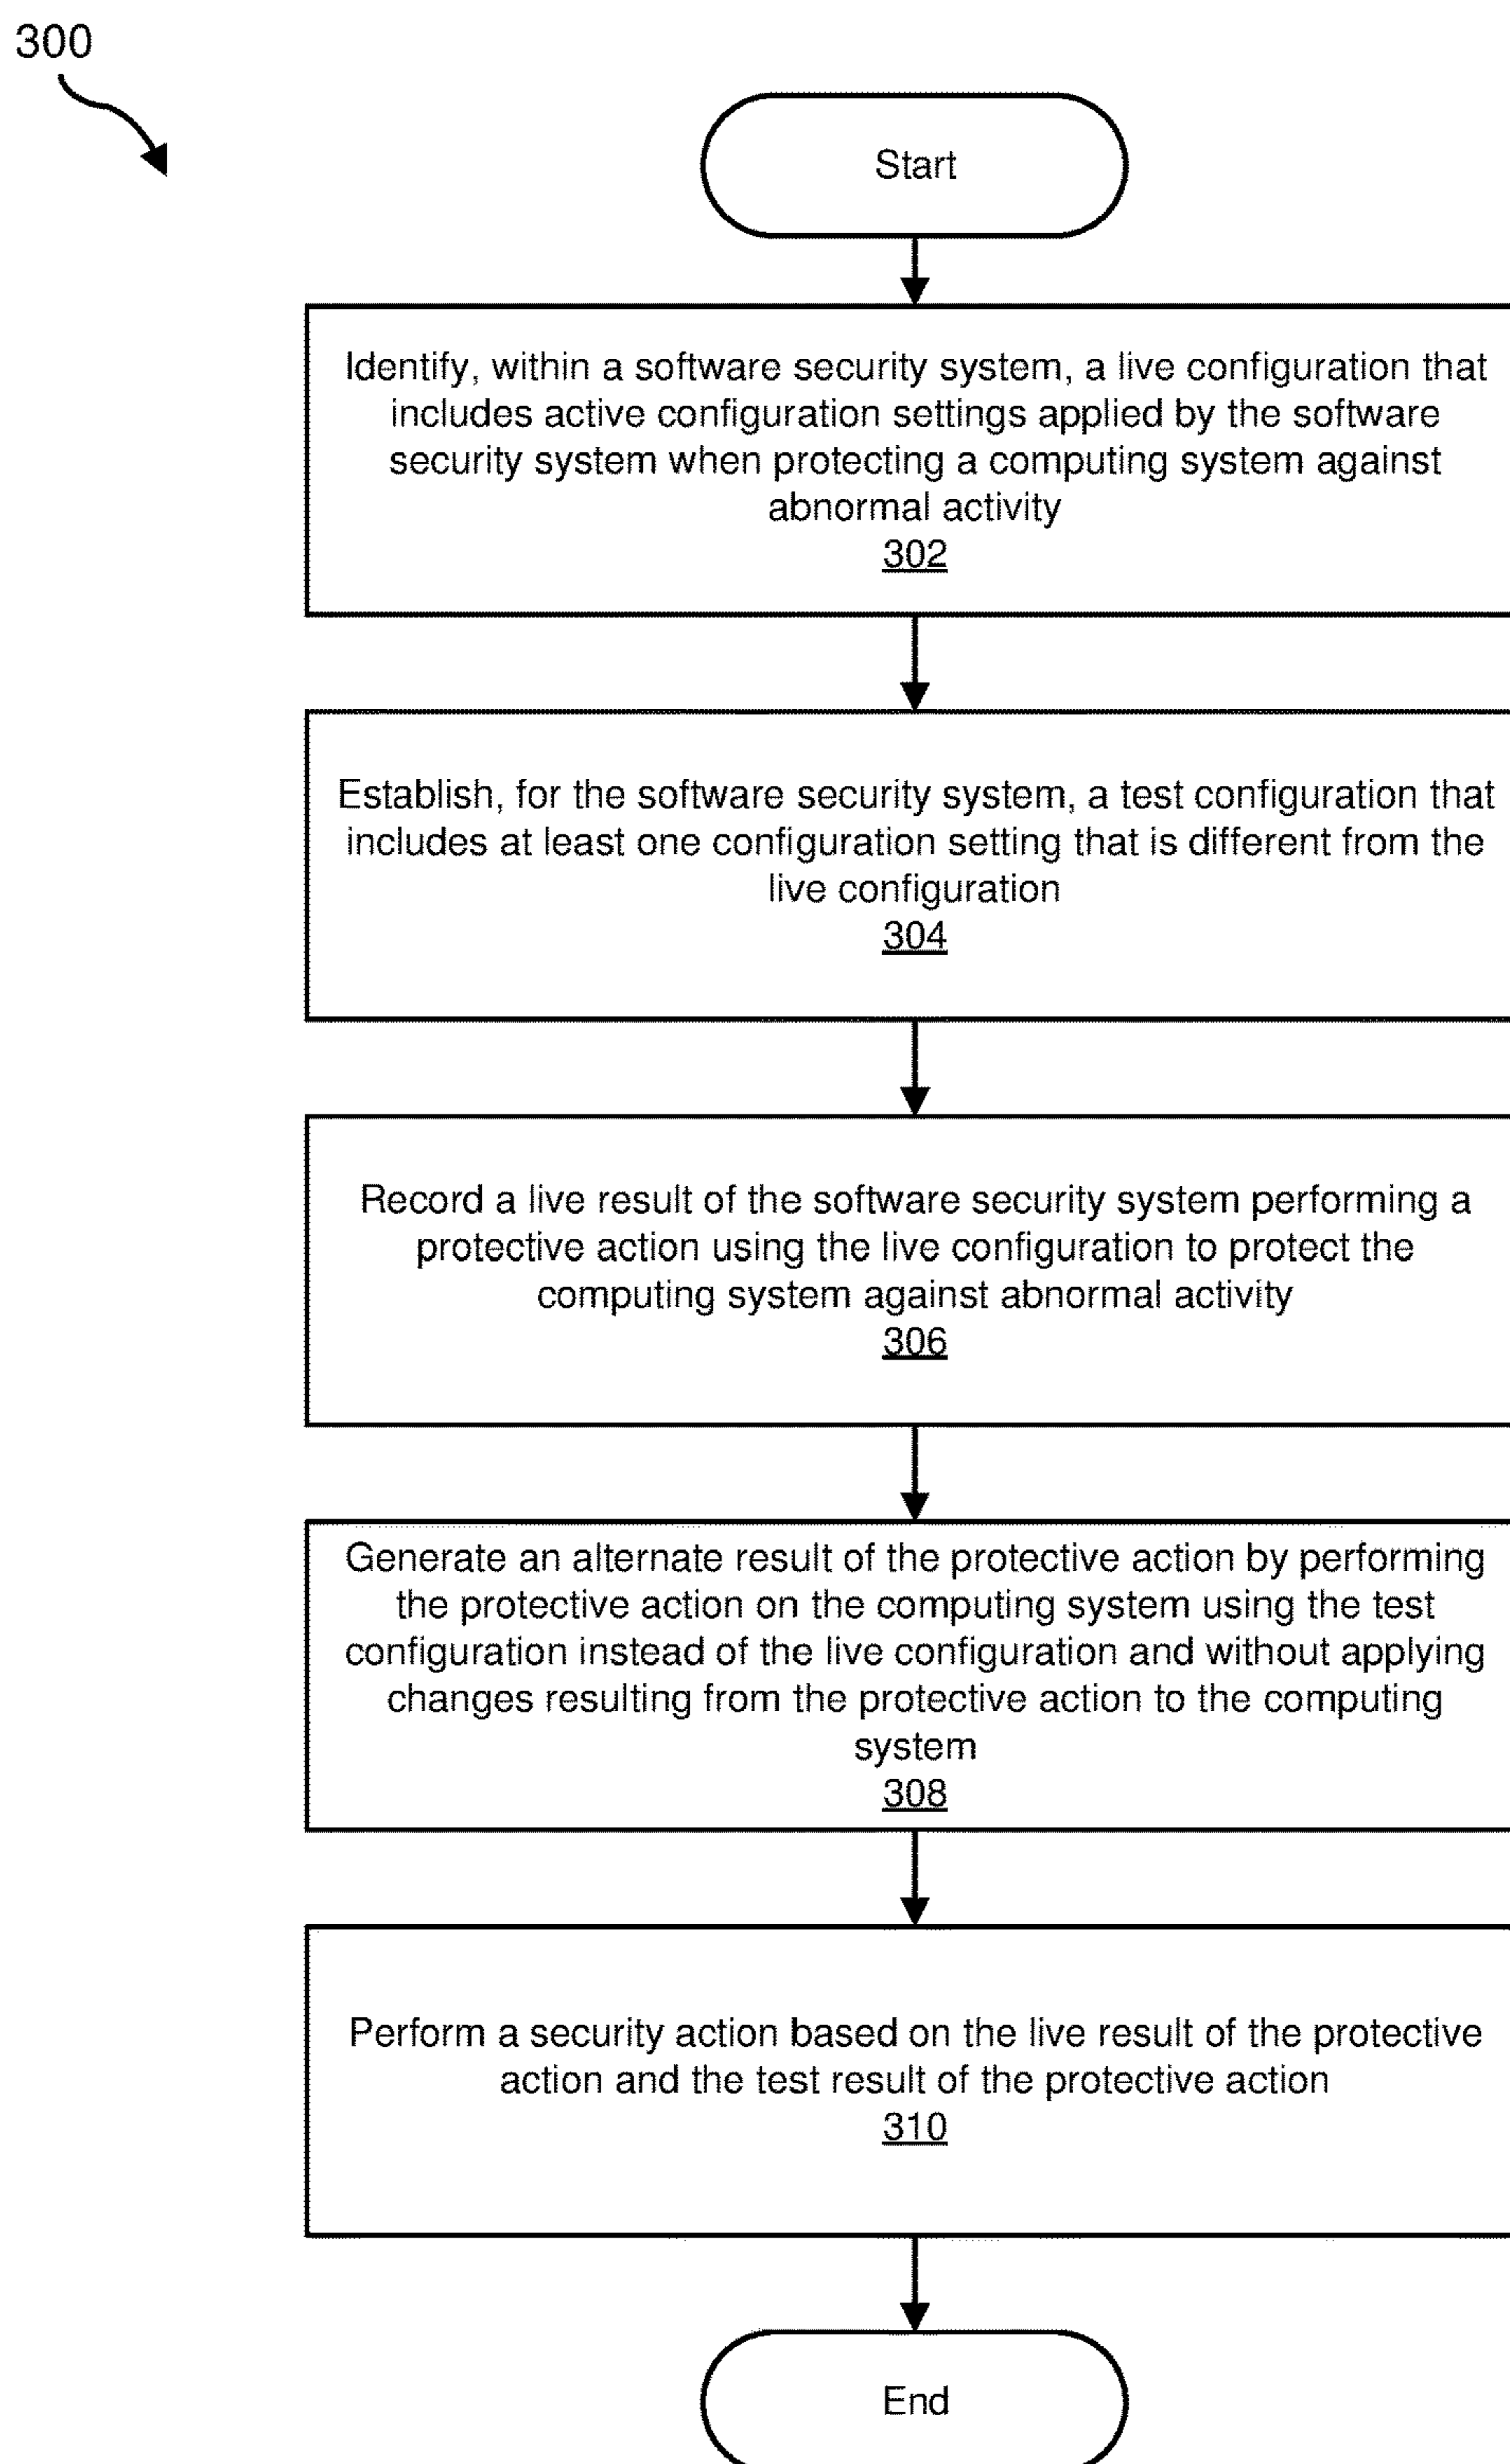 300
Start
Identify, within a software security system, a live configuration that
includes active configuration settings applied by the software
security system when protecting a computing system against
abnormal activity
302
Establish, for the software security system, a test configuration that
includes at least one configuration setting that is different from the
live configuration
304
Record a live result of the software security system performing a
protective action using the live configuration to protect the
computing system against abnormal activity
306
Generate an alternate result of the protective action by performing
the protective action on the computing system using the test
configuration instead of the live configuration and without applying
changes resulting from the protective action to the computing
system
308
Perform a security action based on the live result of the protective
action and the test result of the protective action
310
End